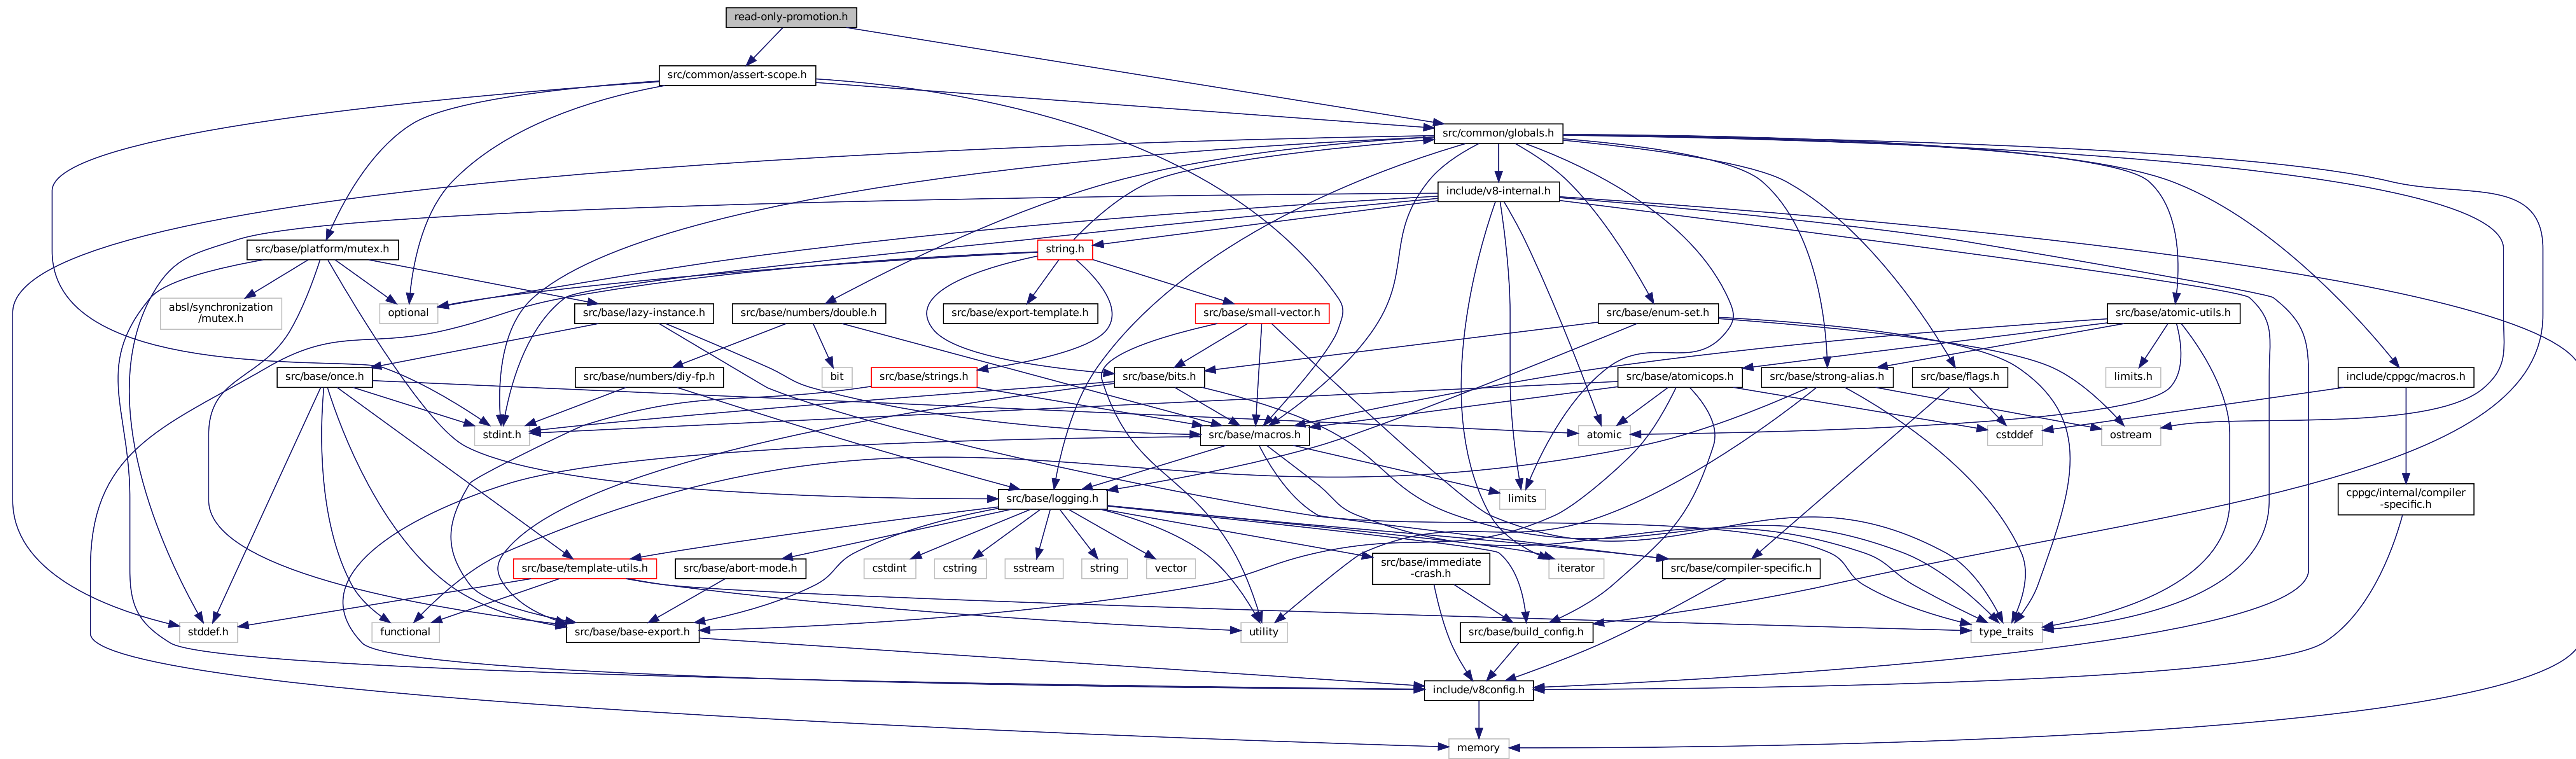 read-only-promotion.h
src/common/assert-scope.h
src/common/globals.h
include/v8-internal.h
src/base/platform/mutex.h
string.h
absl/synchronization
/mutex.h
optional
src/base/lazy-instance.h
src/base/numbers/double.h
src/base/export-template.h
src/base/small-vector.h
src/base/enum-set.h
src/base/atomic-utils.h
src/base/once.h
src/base/numbers/diy-fp.h
bit
src/base/strings.h
src/base/bits.h
src/base/atomicops.h
src/base/strong-alias.h
src/base/flags.h
limits.h
include/cppgc/macros.h
stdint.h
src/base/macros.h
atomic
cstddef
ostream
src/base/logging.h
limits
cppgc/internal/compiler
-specific.h
src/base/template-utils.h
src/base/abort-mode.h
cstdint
cstring
sstream
string
vector
src/base/immediate
-crash.h
iterator
src/base/compiler-specific.h
stddef.h
functional
src/base/base-export.h
utility
src/base/build_config.h
type_traits
include/v8config.h
memory